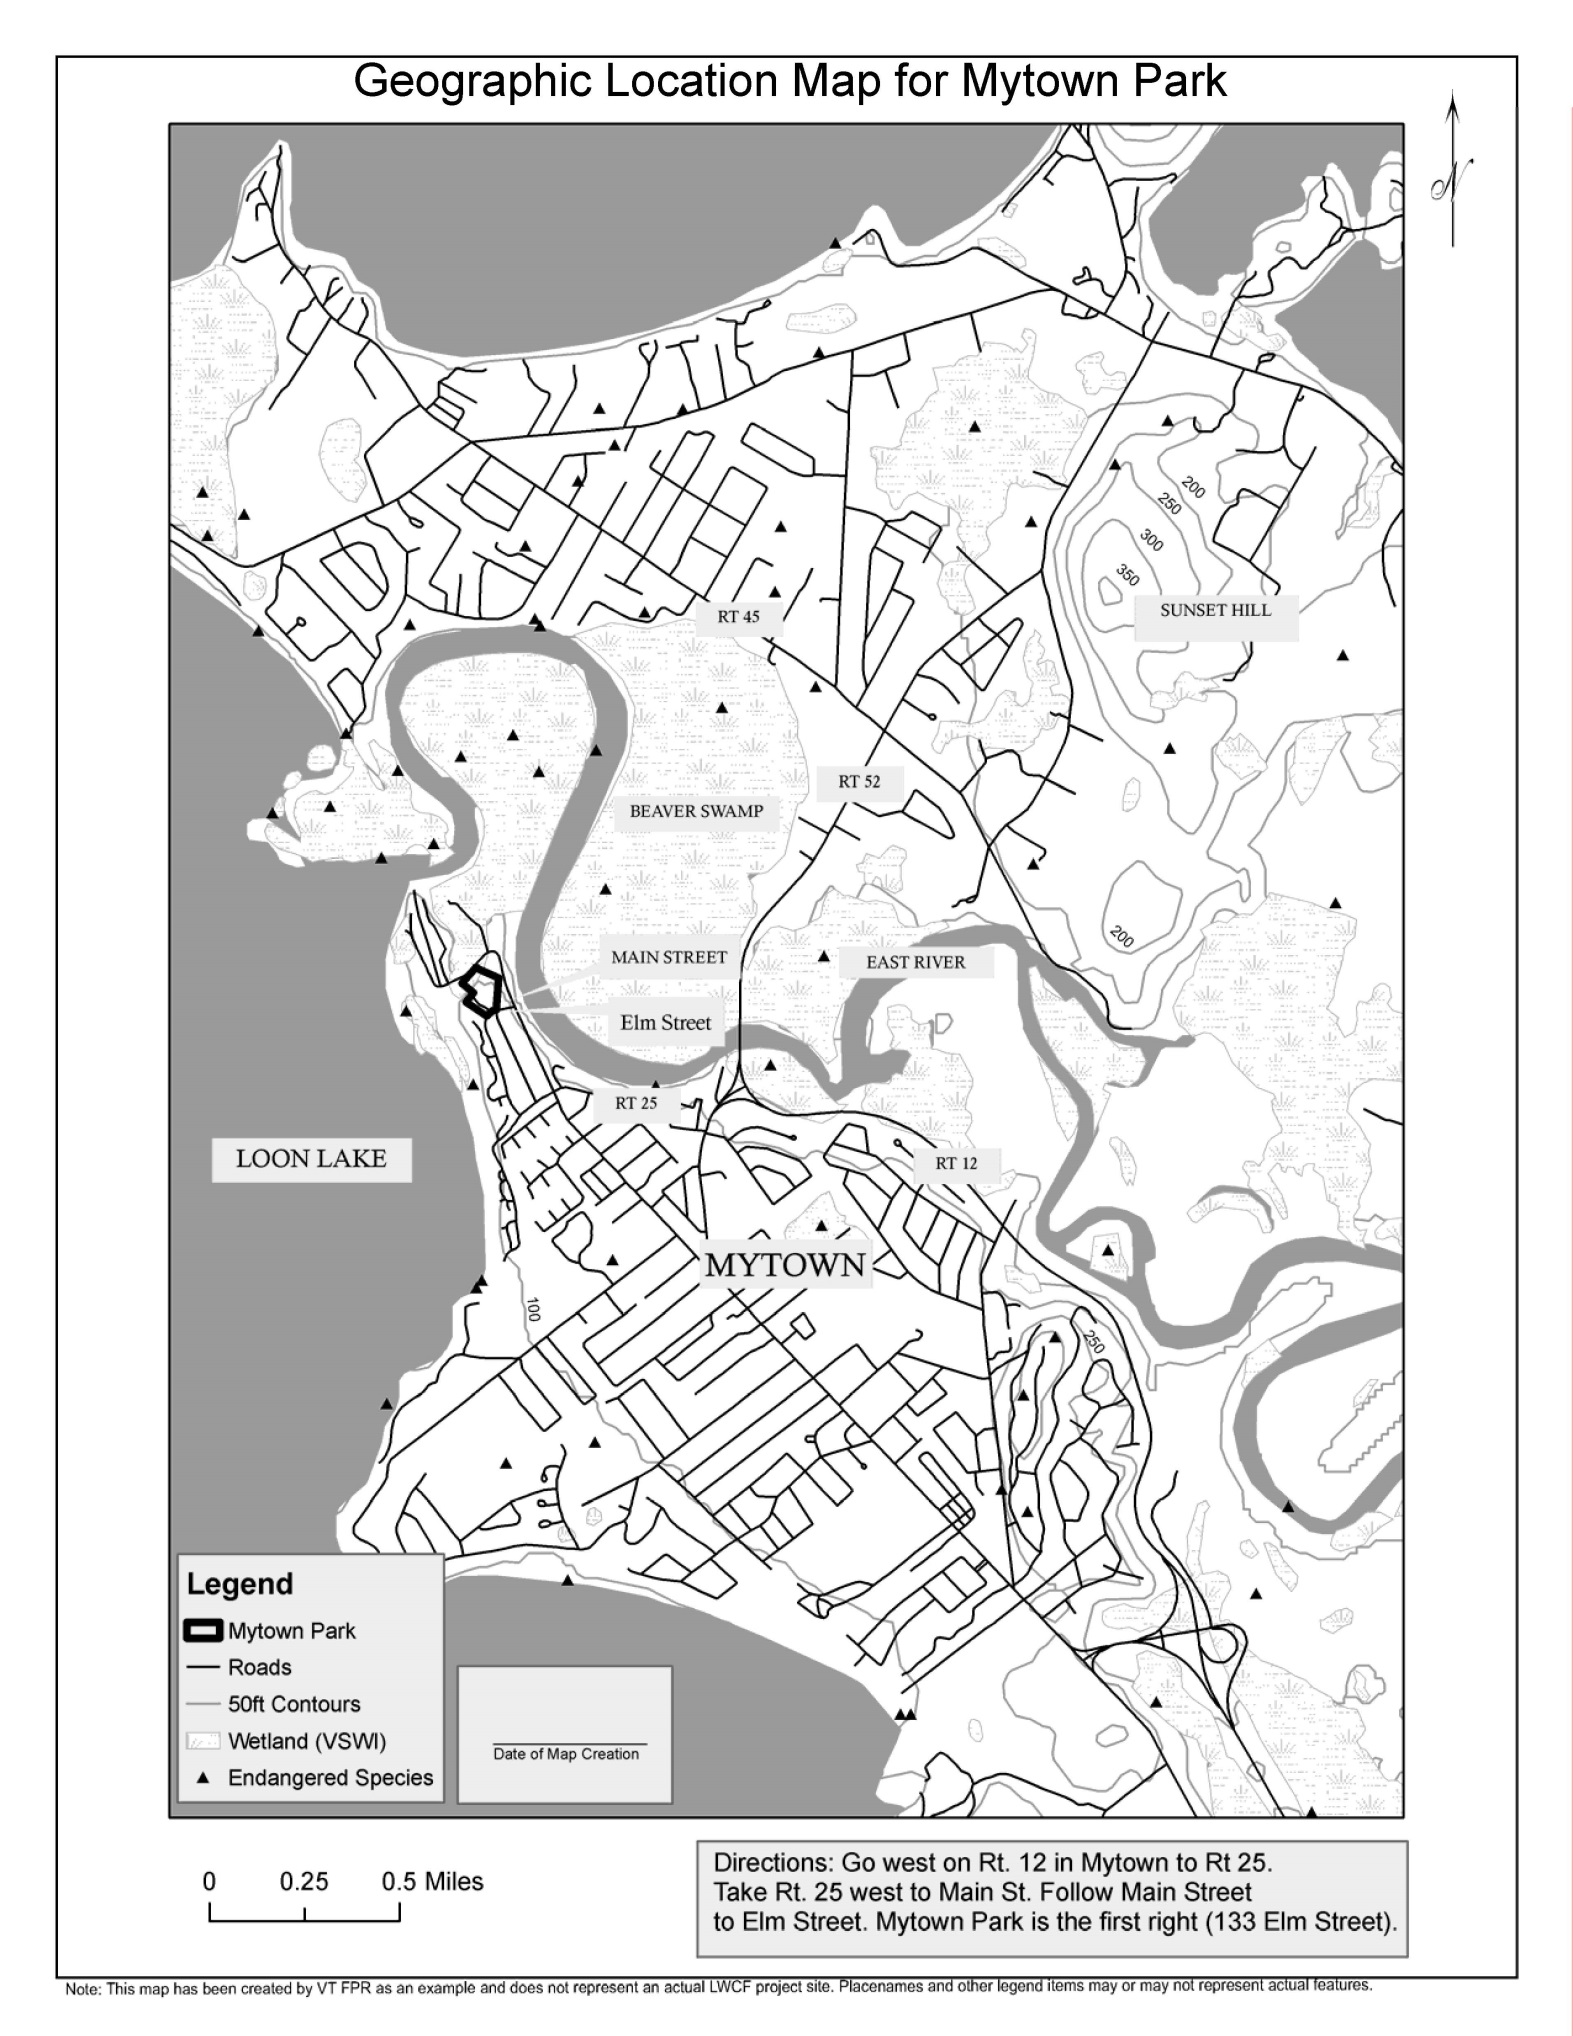 Geographic Location Map for Mytown Park
N
200
250
300
350
SUNSET HILL
RT 45
RT 52
BEAVER SWAMP
200
MAIN STREET
EAST RIVER
Elm Street
RT 25
LOON LAKE
RT 12
MYTOWN
100
250
Legend
Mytown Park
Roads
50ft Contours
Wetland (VSWI)
Endangered Species
Date of Map Creation
0 0.25 0.5 Miles
Directions: Go west on Rt. 12 in Mytown to Rt 25.
Take Rt. 25 west to Main St. Follow Main Street
to Elm Street. Mytown Park is the first right (133 Elm Street).
Note: This map has been created by VT FPR as an example and does not represent an actual LWCF project site. Placenames and other legend items may or may not represent actual features.